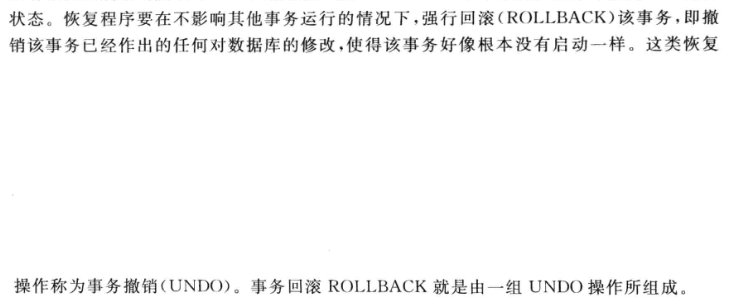 状态。恢复程序要在不影响其他事务运行的情况下,强行回滚(ROLLBACK)该事务,即撤
销该事务已经作出的任何对数据库的修改,使得该事务好像根本没有启动一样。这类恢复
操作称为事务撤销(UNDO)。事务回滚 ROLLBACK 就是由一组 UNDO 操作所组成。